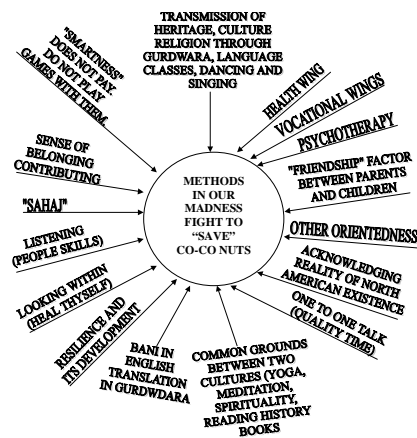 TRANSMISSION OF
HERITAGE, CULTURE
RELIGION THROUGH
GURDWARA, LANGUAGE
CLASSES, DANCING AND
SINGING
HEALTH WING
VOCATIONAL WINGS
PSYCHOTHERAPY
"FRIENDSHIP" FACTOR
BETWEEN PARENTS
AND CHILDREN
OTHER ORIENTEDNESS
ACKNOWLEDGING
REALITY OF NORTH
AMERICAN EXISTENCE
ONE TO ONE TALK
(QUALITY TIME)
COMMON GROUNDS
BETWEEN TWO
CULTURES (YOGA,
MEDITATION,
SPIRITUALITY,
READING HISTORY
BOOKS
BANI IN
ENGLISH
TRANSLATION
IN GURDWDARA
RESILIENCE AND
ITS DEVELOPMENT
LOOKING WITHIN
(HEAL THYSELF)
LISTENING
(PEOPLE SKILLS)
"SAHAJ"
SENSE OF
BELONGING
CONTRIBUTING
"SMARTNESS"
DOES NOT PAY.
DO NOT PLAY
GAMES WITH THEM
METHODS
IN OUR
MADNESS
FIGHT TO
“SAVE”
CO-CO NUTS